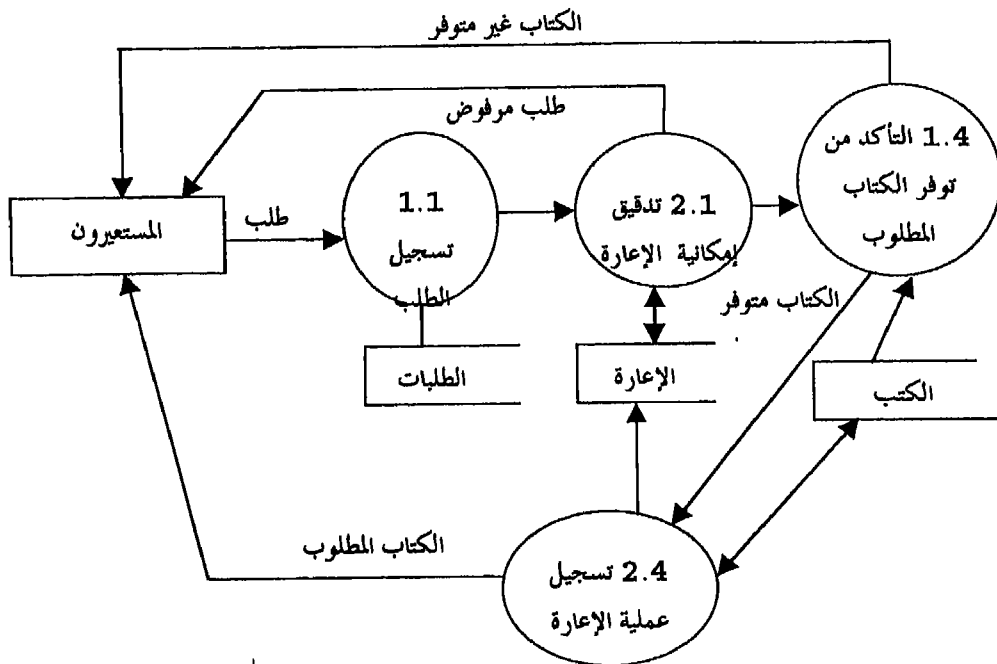 الكتاب غير متوفر
طلب مرفوض
1.4 التأكد من
توفر الكتاب
المطلوب
2.1 تدقيق
إمكانية الإعارة
1.1
تسجيل
الطلب
طلب
المستعيرون
الكتاب متوفر
الطلبات
الإعارة
الكتب
الكتاب المطلوب
2.4 تسجيل
عملية الإعارة